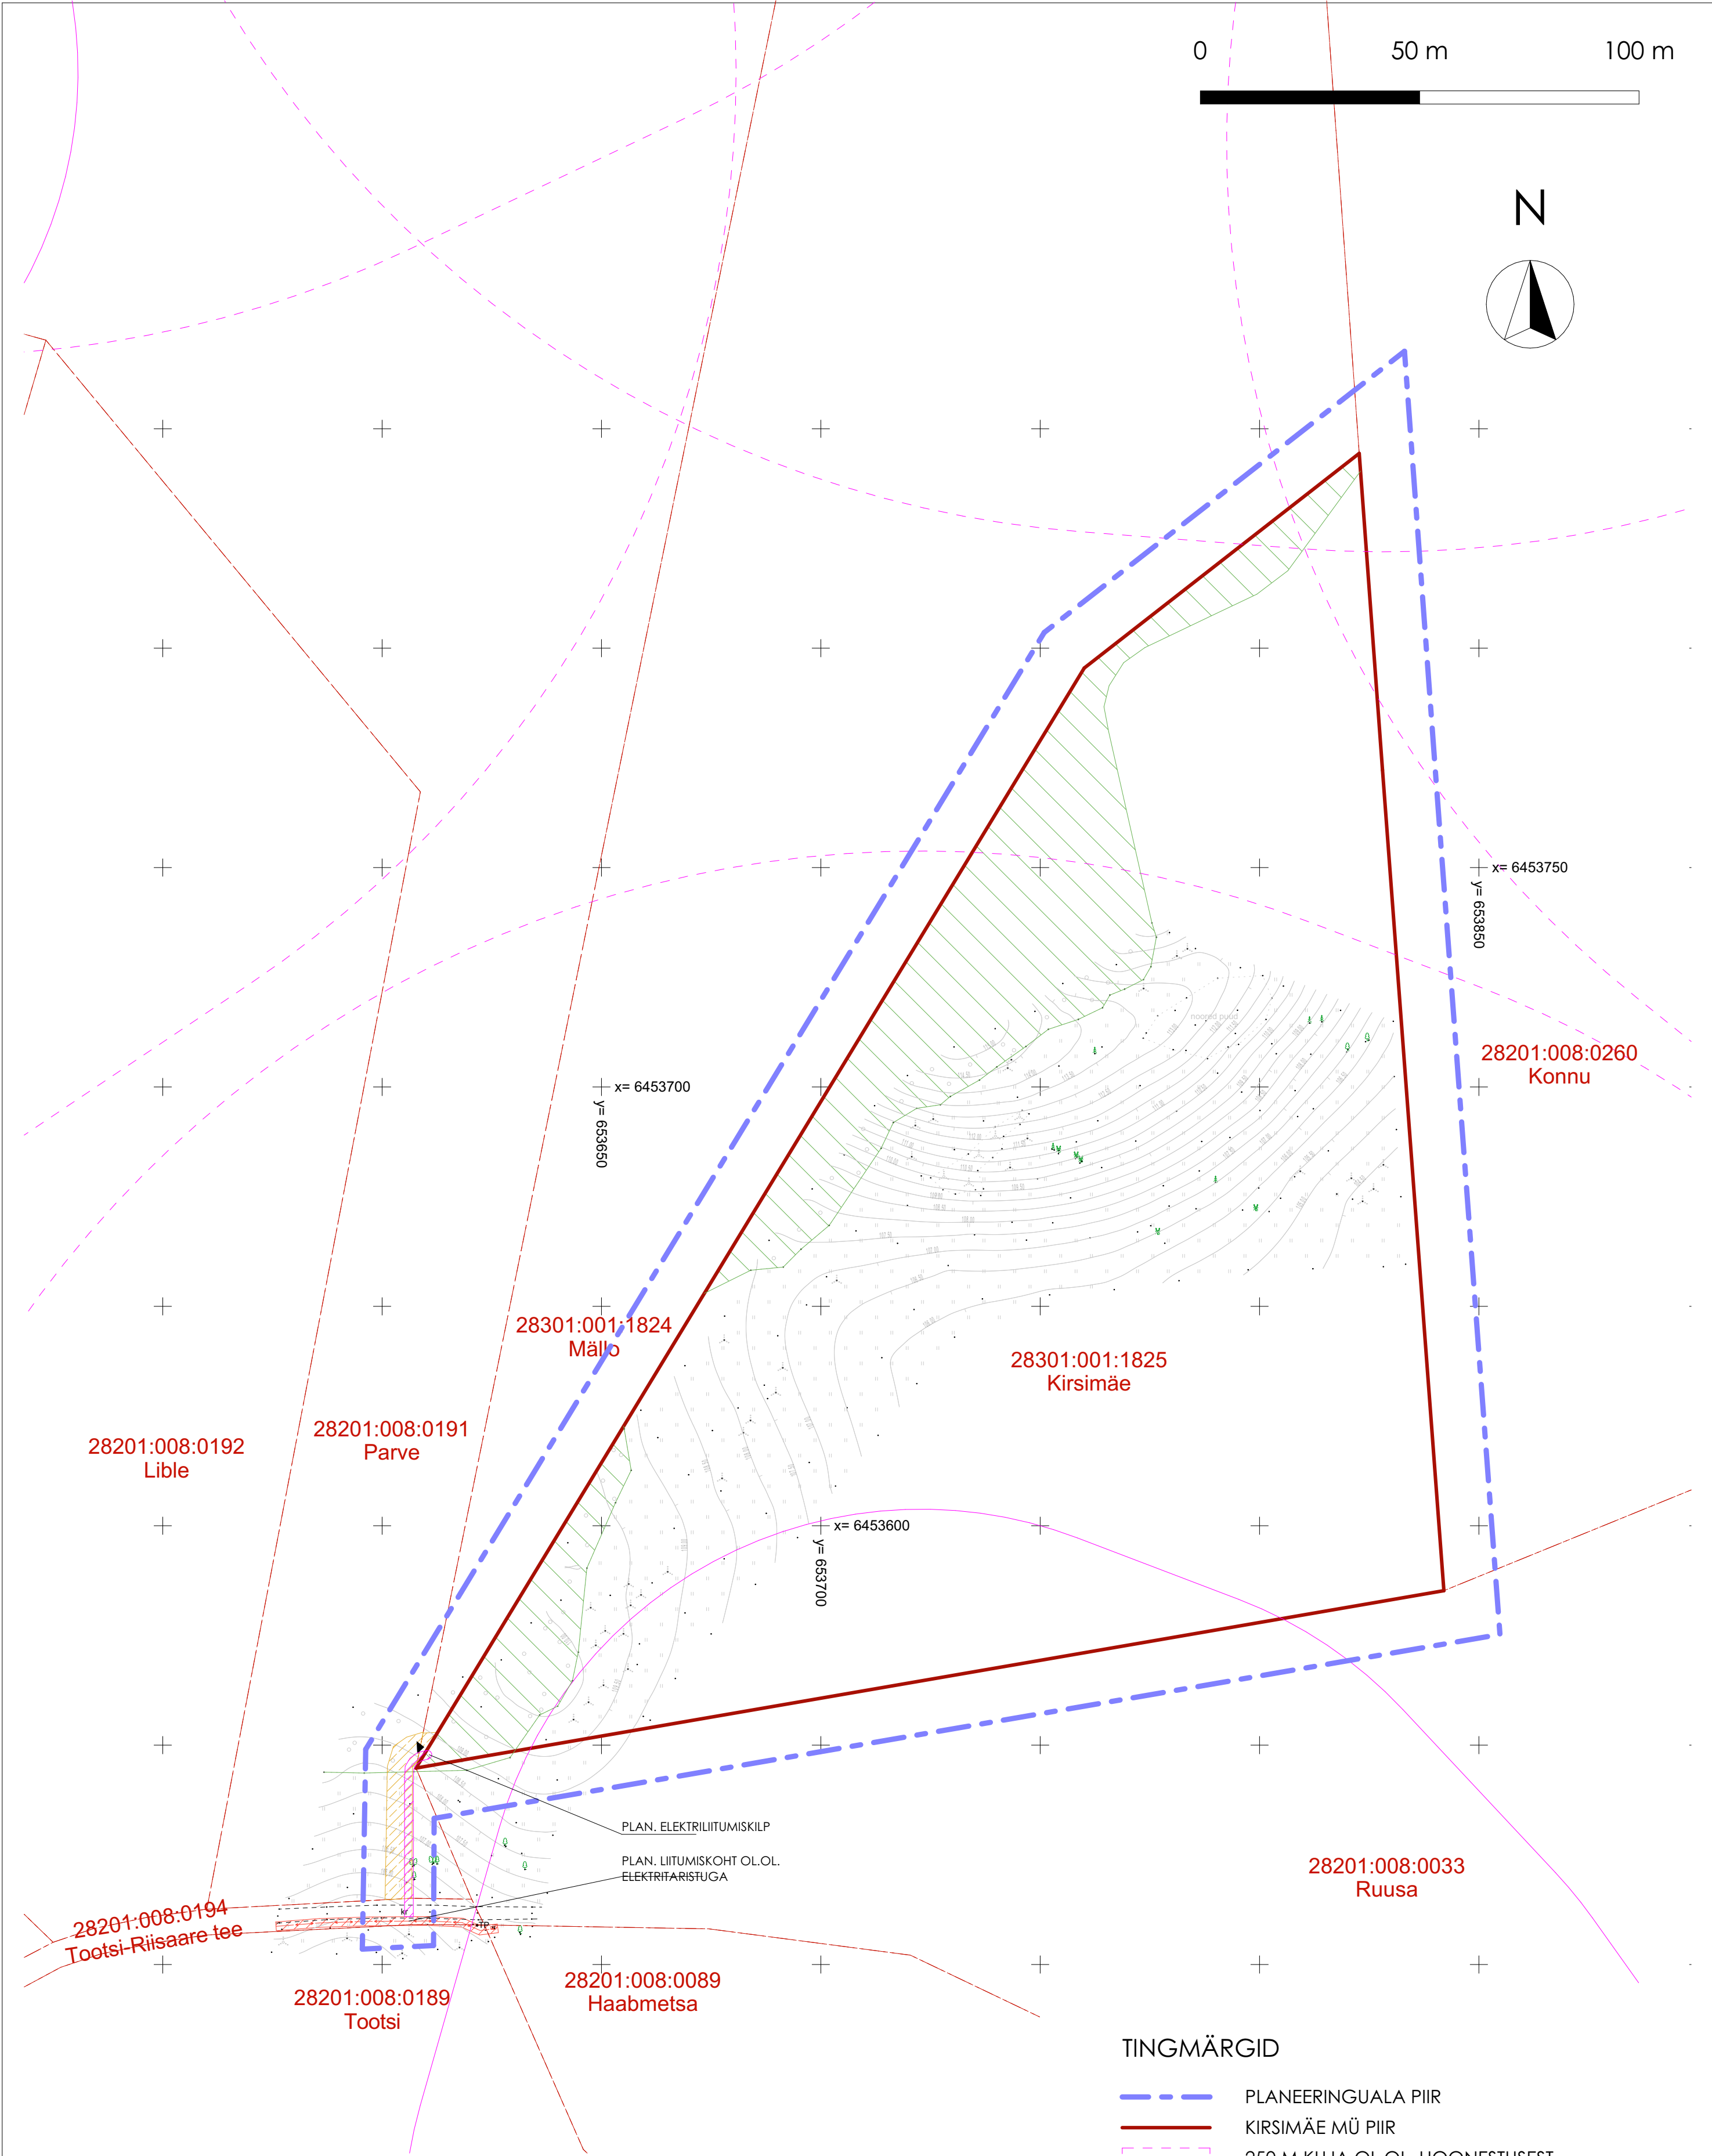 0 50 m 100 m
N
x= 6453750
y= 653850
28201:008:0260
Konnu
x= 6453700
y= 653650
noored puud
28301:001:1824
Mällo
28301:001:1825
Kirsimäe
28201:008:0191
Parve
28201:008:0192
Lible
x= 6453600
y= 653700
PLAN. ELEKTRILIITUMISKILP
PLAN. LIITUMISKOHT OL.OL.
ELEKTRITARISTUGA
28201:008:0033
Ruusa
28201:008:0194
Tootsi-Riisaare tee
TP
28201:008:0089
Haabmetsa
28201:008:0189
Tootsi
TINGMÄRGID
PLANEERINGUALA PIIR
KIRSIMÄE MÜ PIIR